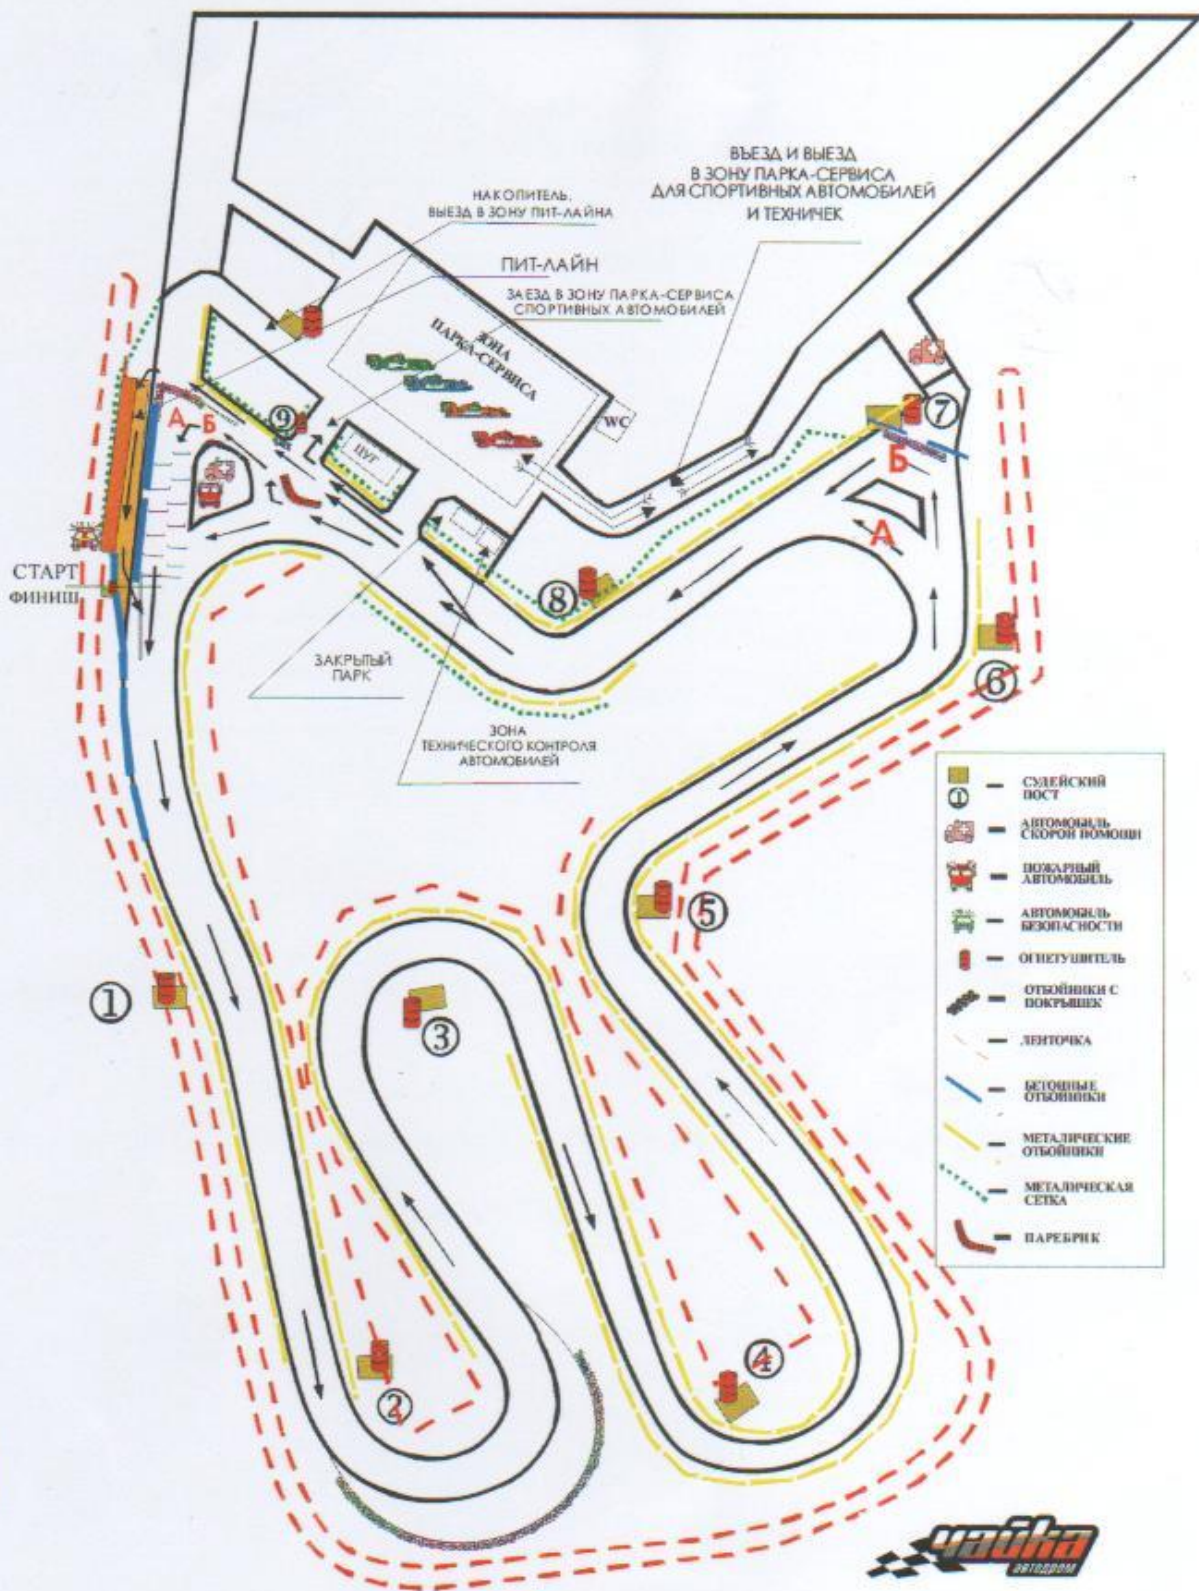 ВЪЕЗД И ВЫЕЗД
В ЗОНУ ПАРКА-СЕРВИСА
ДЛЯ СПОРТИВНЫХ АВТОМОБИЛЕЙ
И ТЕХНИЧЕК
НАКОПИТЕЛЬ.
ВЫЕЗД В ЗОНУ ПИТ-ЛАЙНА
ПИТ-ЛАЙН
ЗАЕЗД В ЗОНУ ПАРКА-СЕРВИСА
СПОРТИВНЫХ АВТОМОБИЛЕЙ
ЗОНА
ПАРКА-СЕРВИСА
WC
А
Б
9
ЦУГ
7
Б
А
СТАРТ
ФИНИШ
8
ЗАКРЫТЫЙ
ПАРК
6
ЗОНА
ТЕХНИЧЕСКОГО КОНТРОЛЯ
АВТОМОБИЛЕЙ
5
1
3
4
2
1
СУДЕЙСКИЙ
ПОСТ
АВТОМОБИЛЬ
СКОРОЙ ПОМОЩИ
ПОЖАРНЫЙ
АВТОМОБИЛЬ
АВТОМОБИЛЬ
БЕЗОПАСНОСТИ
ОГНЕТУШИТЕЛЬ
ОТБОЙНИКИ С
ПОКРЫШЕК
ЛЕНТОЧКА
БЕТОННЫЕ
ОТБОЙНИКИ
МЕТАЛИЧЕСКИЕ
ОТБОЙНИКИ
МЕТАЛИЧЕСКАЯ
СЕТКА
ПАРЕБРИК
чайка
автодром